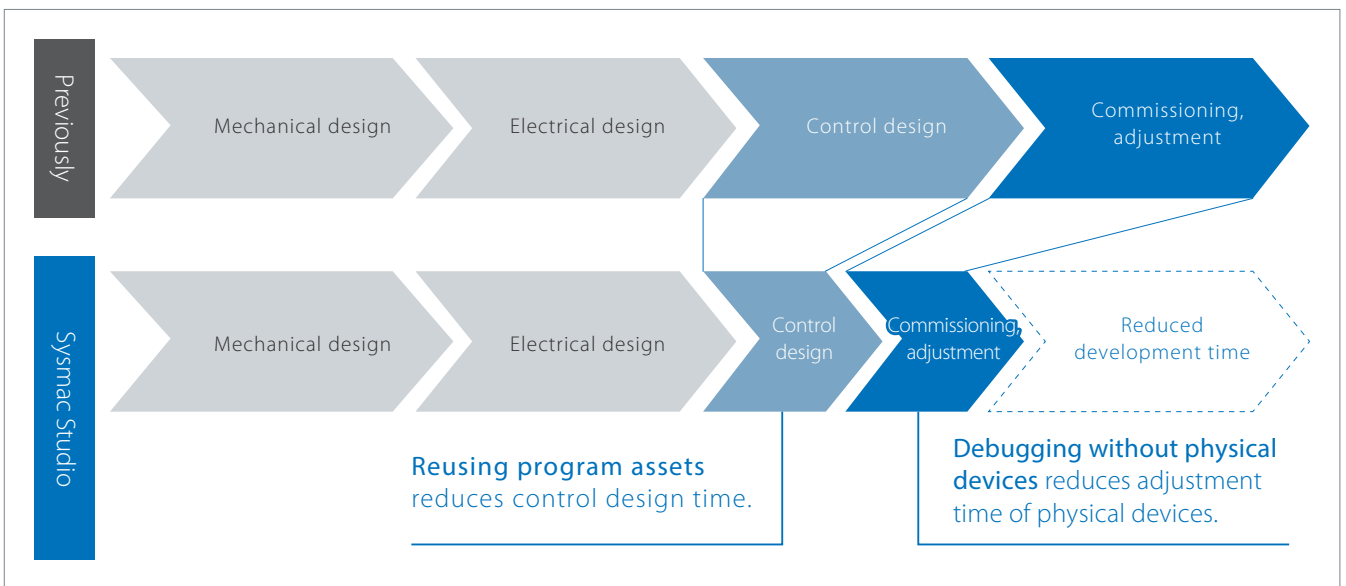 Previously
Mechanical design
Electrical design
Control design
Commissioning,
adjustment
Sysmac Studio
Mechanical design
Electrical design
Control
design
Commissioning,
adjustment
Reduced
development time
Reusing program assets
reduces control design time.
Debugging without physical
devices reduces adjustment
time of physical devices.